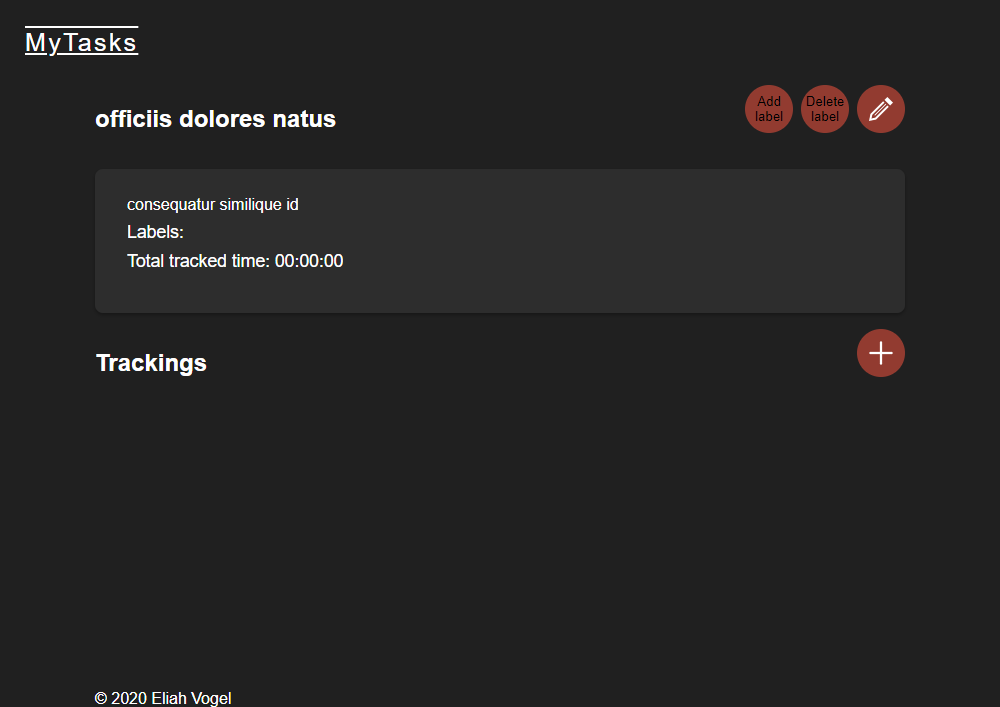 MyTasks
officiis dolores natus
Add
label
Delete
label
consequatur similique id
Labels:
Total tracked time: 00:00:00
Trackings
© 2020 Eliah Vogel